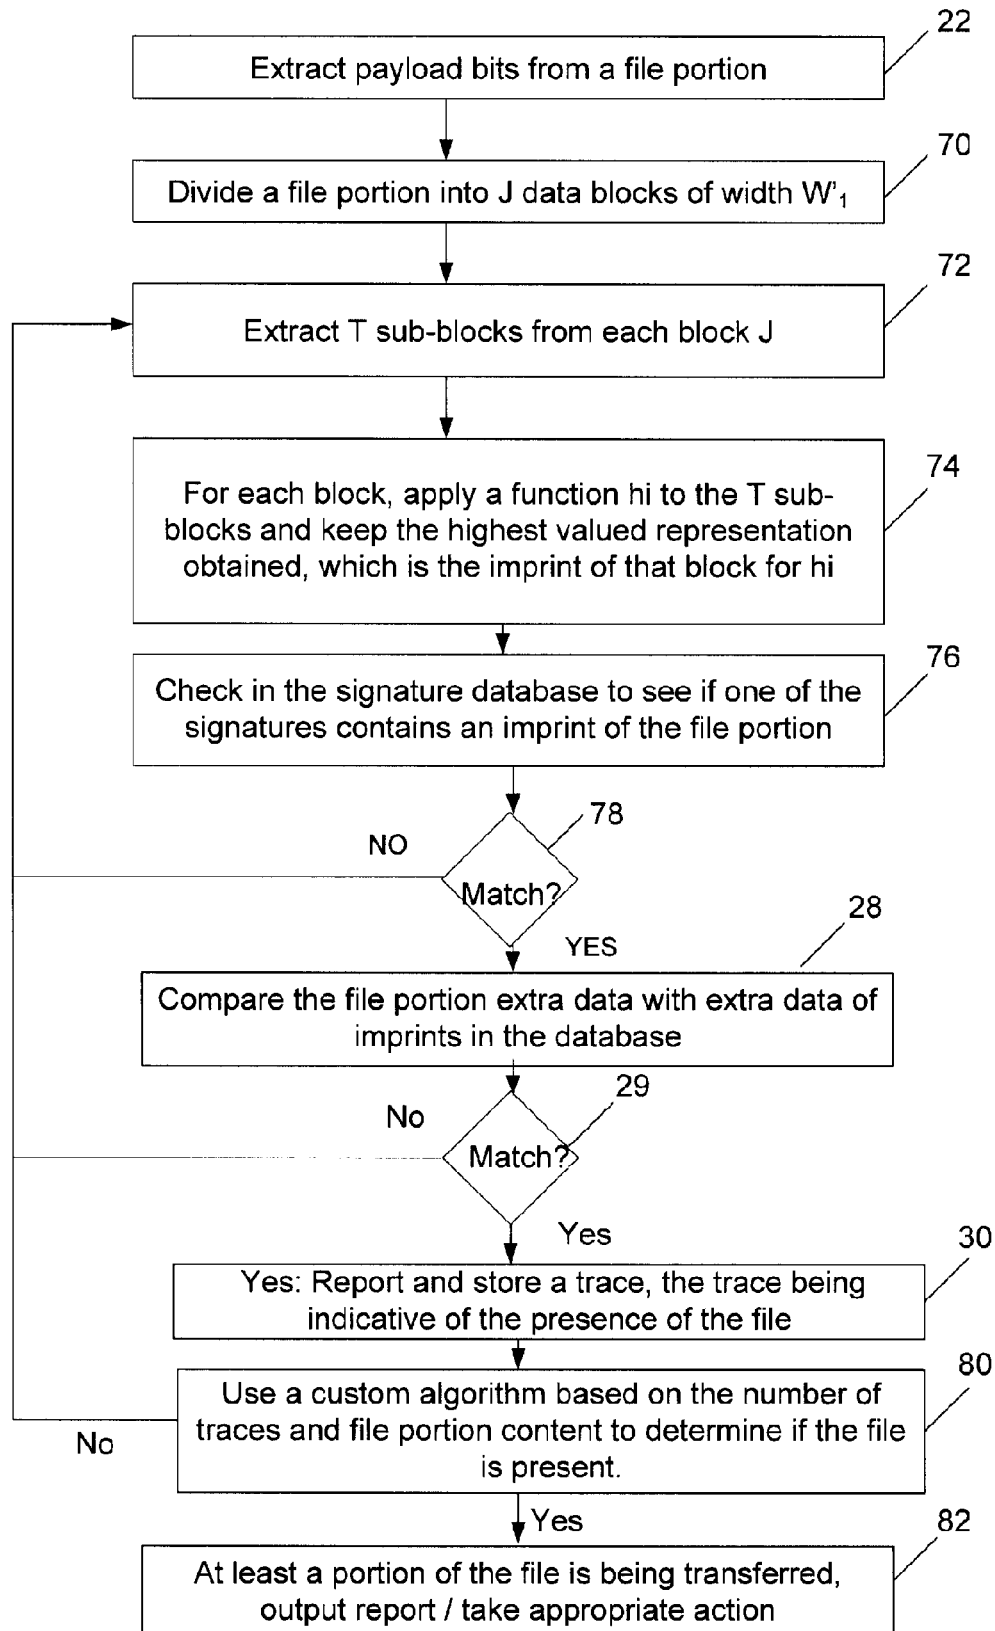 22
Extract payload bits from a file portion
70
Divide a file portion into J data blocks of width W'₁
72
Extract T sub-blocks from each block J
74
For each block, apply a function hi to the T sub-
blocks and keep the highest valued representation
obtained, which is the imprint of that block for hi
76
Check in the signature database to see if one of the
signatures contains an imprint of the file portion
78
NO
Match?
28
YES
Compare the file portion extra data with extra data of
imprints in the database
29
No
Match?
Yes
30
Yes: Report and store a trace, the trace being
indicative of the presence of the file
80
Use a custom algorithm based on the number of
traces and file portion content to determine if the file
is present.
No
Yes
82
At least a portion of the file is being transferred,
output report / take appropriate action